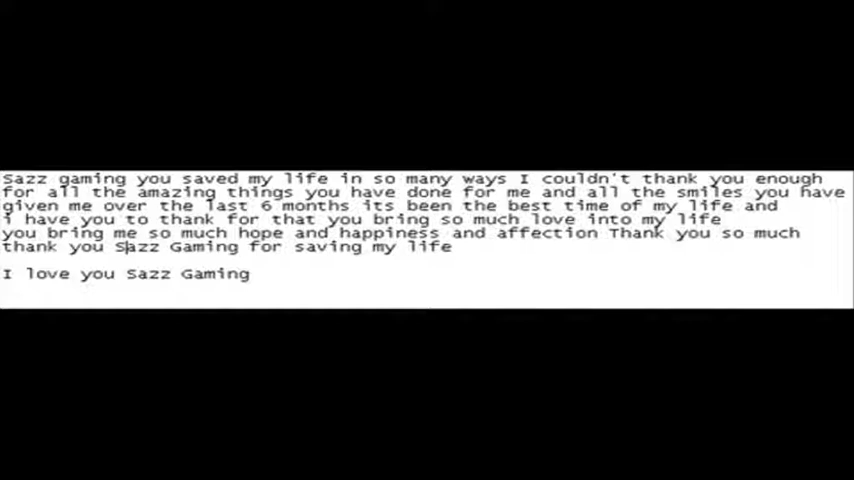 Sazz gaming you saved my life in so many ways I couldn't thank you enough
for all the amazing things you have done for me and all the smiles you have
given me over the last 6 months its been the best time of my life and
i have you to thank for that you bring so much love into my life
you bring me so much hope and happiness and affection Thank you so much
thank you Sazz Gaming for saving my life
I love you Sazz Gaming